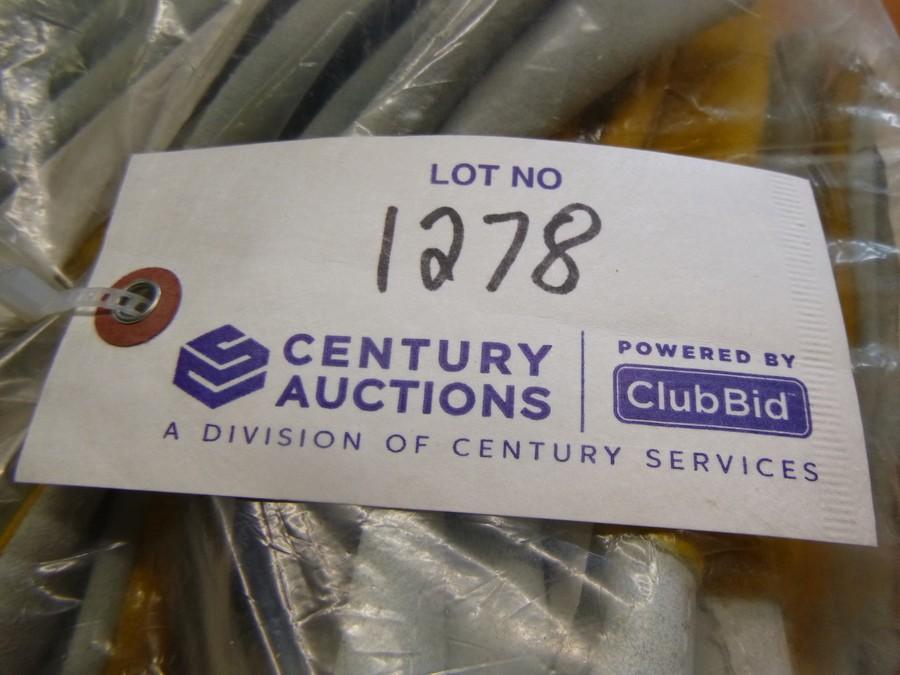 LOT NO
1278
CENTURY
AUCTIONS
A DIVISION OF CENTURY SERVICES
POWERED BY
ClubBid